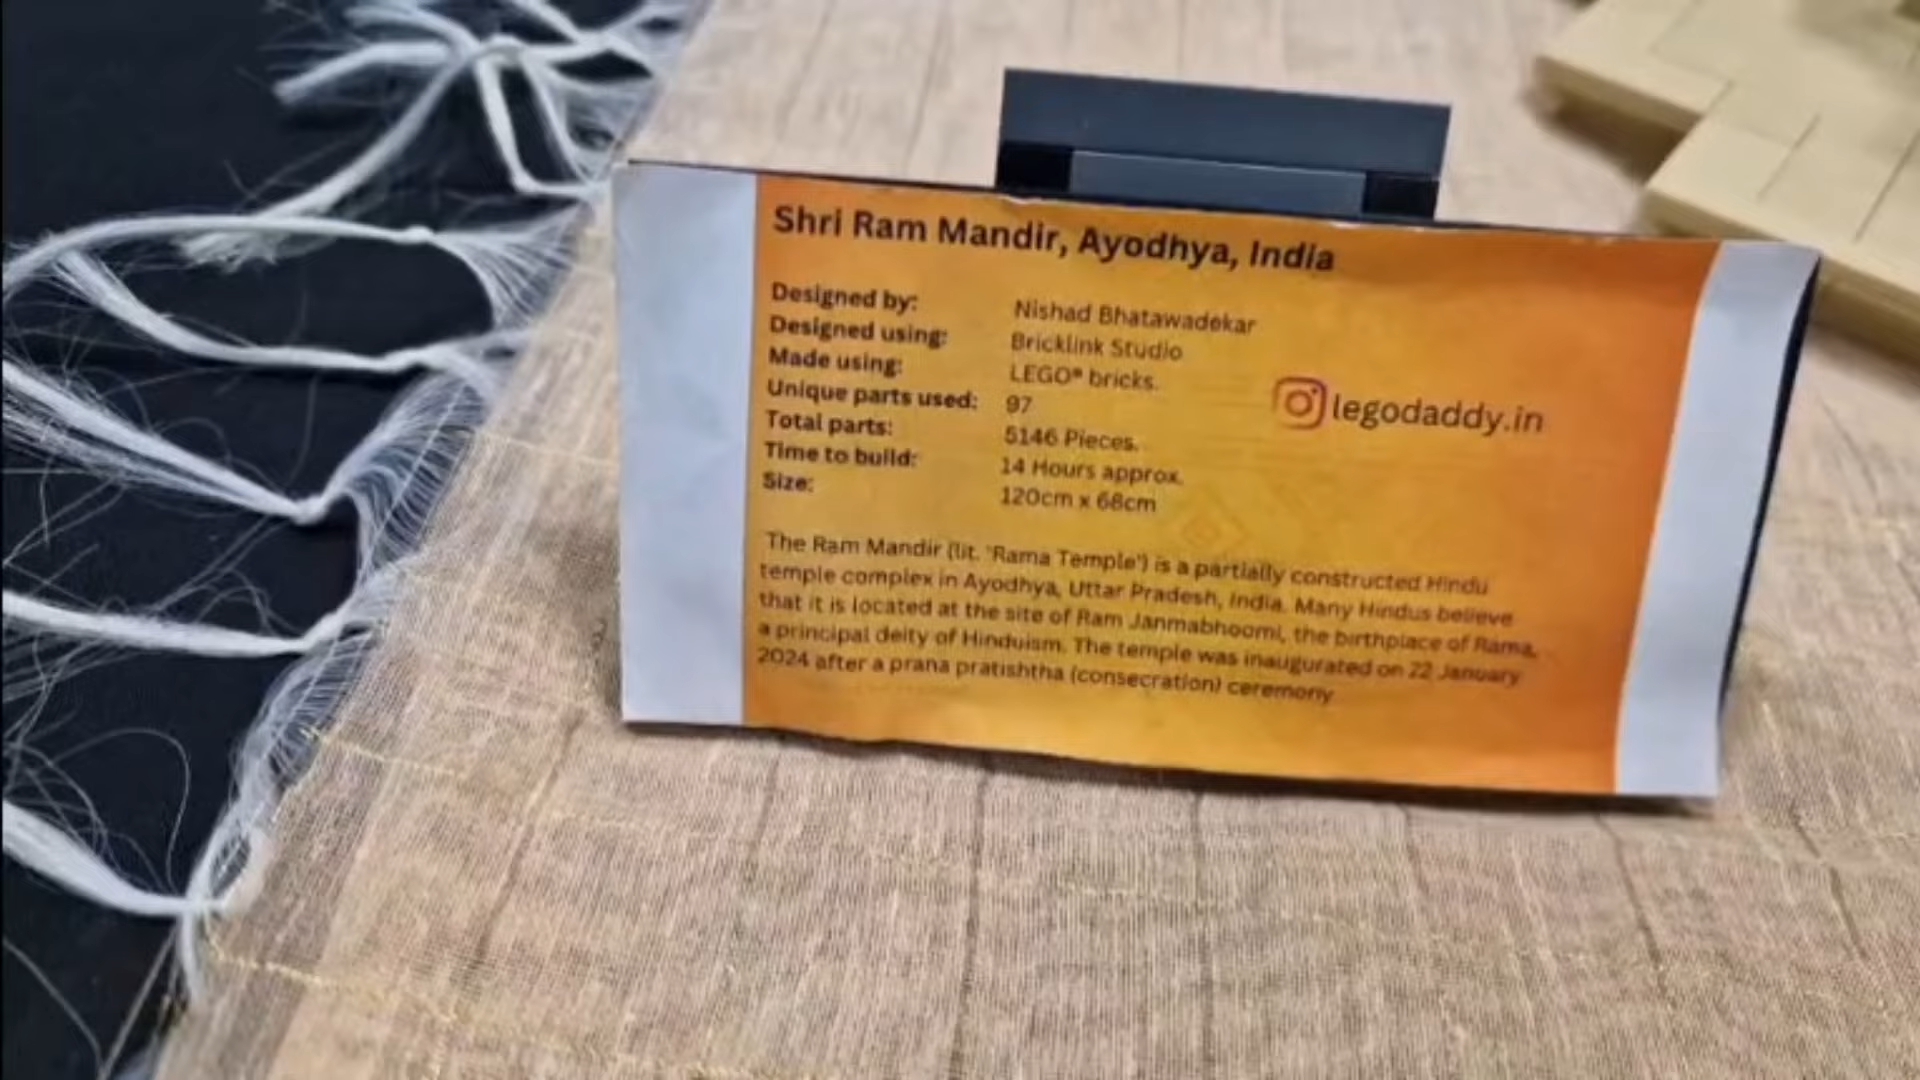 Shri Ram Mandir, Ayodhya, India
Designed by: Nishad Bhatawadekar
Designed using: Bricklink Studio
Made using: LEGO® bricks.
Unique parts used: 97
Total parts: 5146 Pieces.
Time to build: 14 Hours approx.
Size: 120cm x 68cm
legodaddy.in
The Ram Mandir (lit. 'Rama Temple') is a partially constructed Hindu
temple complex in Ayodhya, Uttar Pradesh, India. Many Hindus believe
that it is located at the site of Ram Janmabhoomi, the birthplace of Rama,
a principal deity of Hinduism. The temple was inaugurated on 22 January
2024 after a prana pratishtha (consecration) ceremony